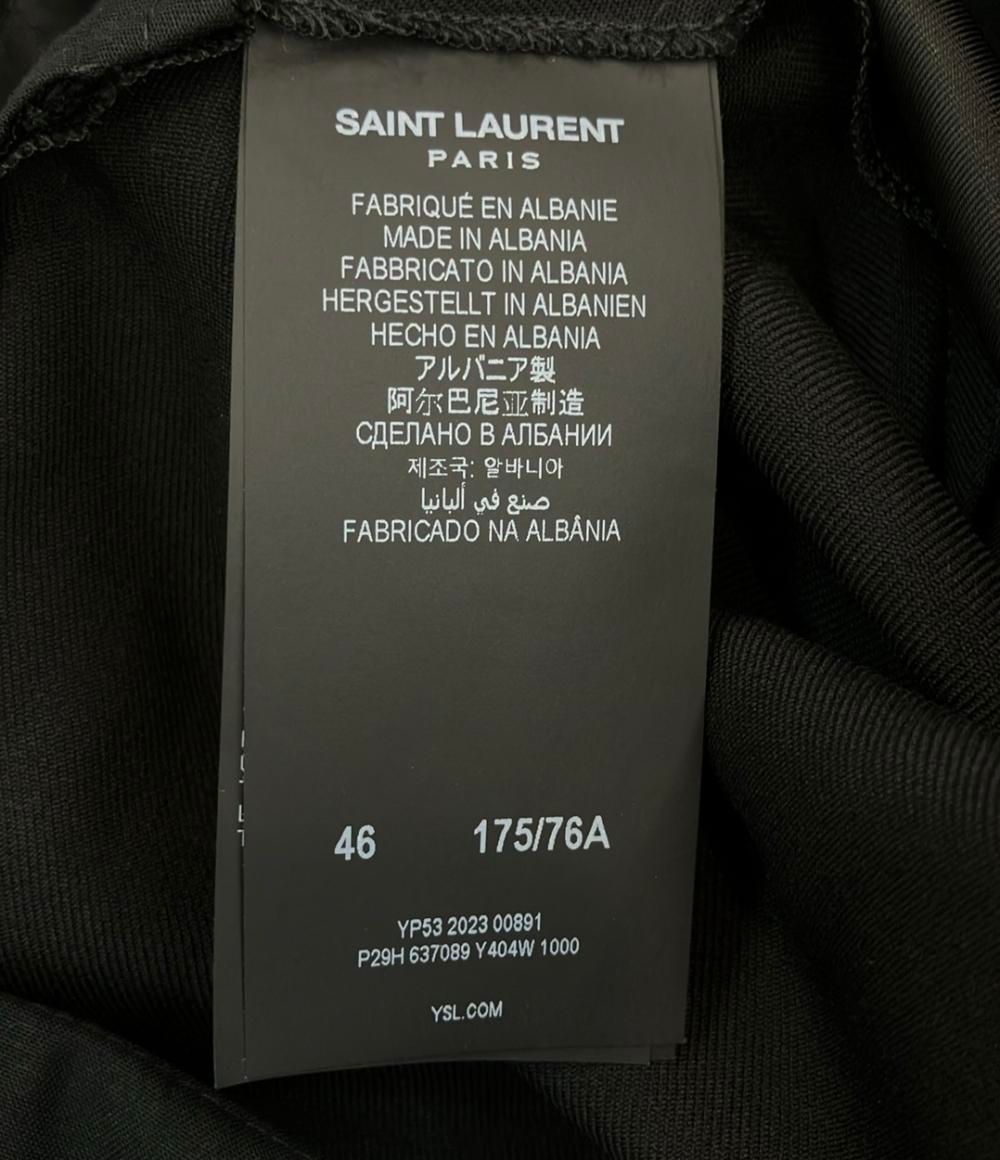 SAINT LAURENT
PARIS
FABRIQUÉ EN ALBANIE
MADE IN ALBANIA
FABBRICATO IN ALBANIA
HERGESTELLT IN ALBANIEN
HECHO EN ALBANIA
アルバニア製
阿尔巴尼亚制造
СДЕЛАНО В АЛБАНИИ
제조국: 알바니아
صنع في ألبانيا
FABRICADO NA ALBÂNIA
46 175/76A
YP53 2023 00891
P29H 637089 Y404W 1000
YSL.COM